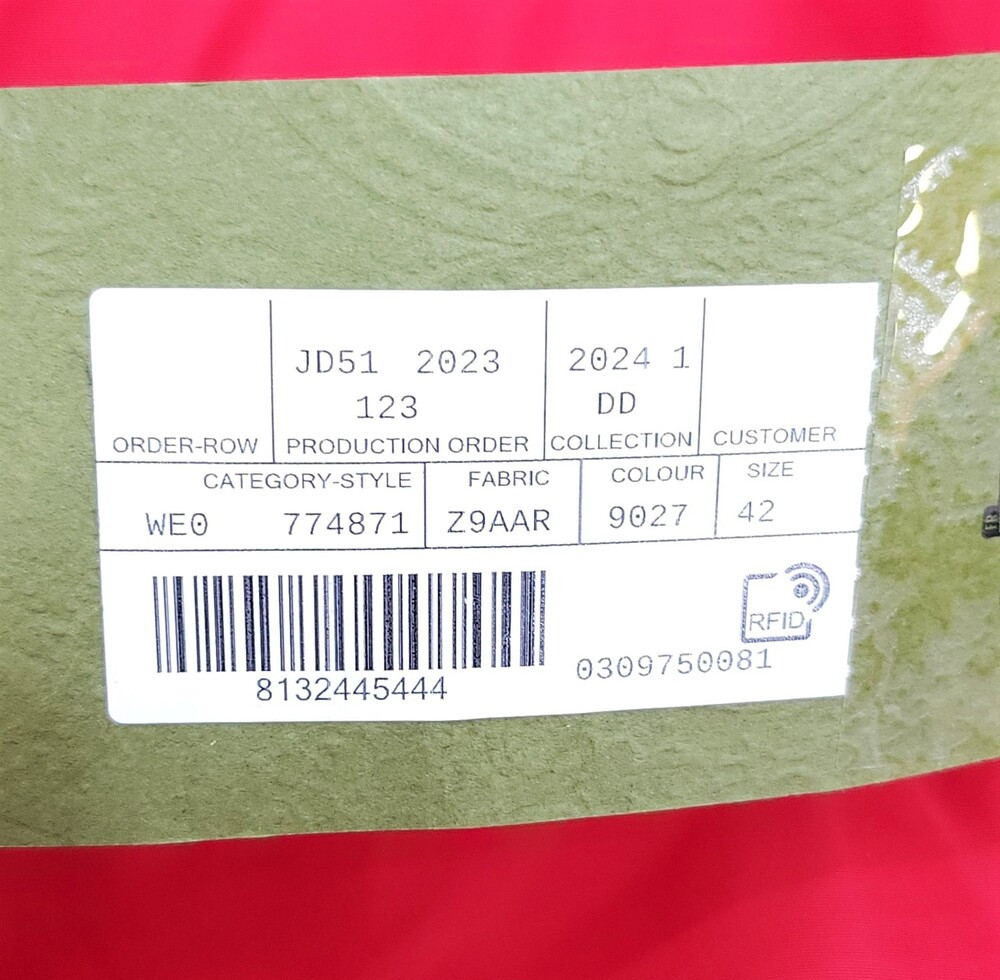 JD51 2023 2024 1
123 DD
ORDER-ROW PRODUCTION ORDER COLLECTION CUSTOMER
CATEGORY-STYLE FABRIC COLOUR SIZE
WE0 774871 Z9AAR 9027 42
RFID
0309750081
8132445444